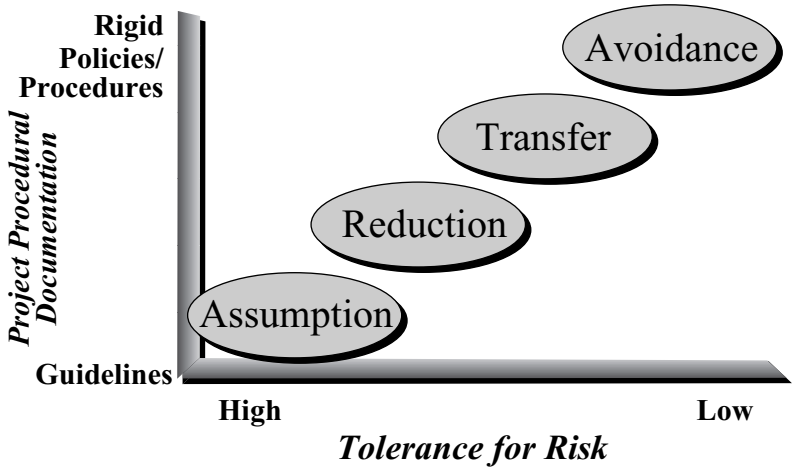 Rigid
Policies/
Procedures
Project Procedural
Documentation
Guidelines
Avoidance
Transfer
Reduction
Assumption
High
Low
Tolerance for Risk